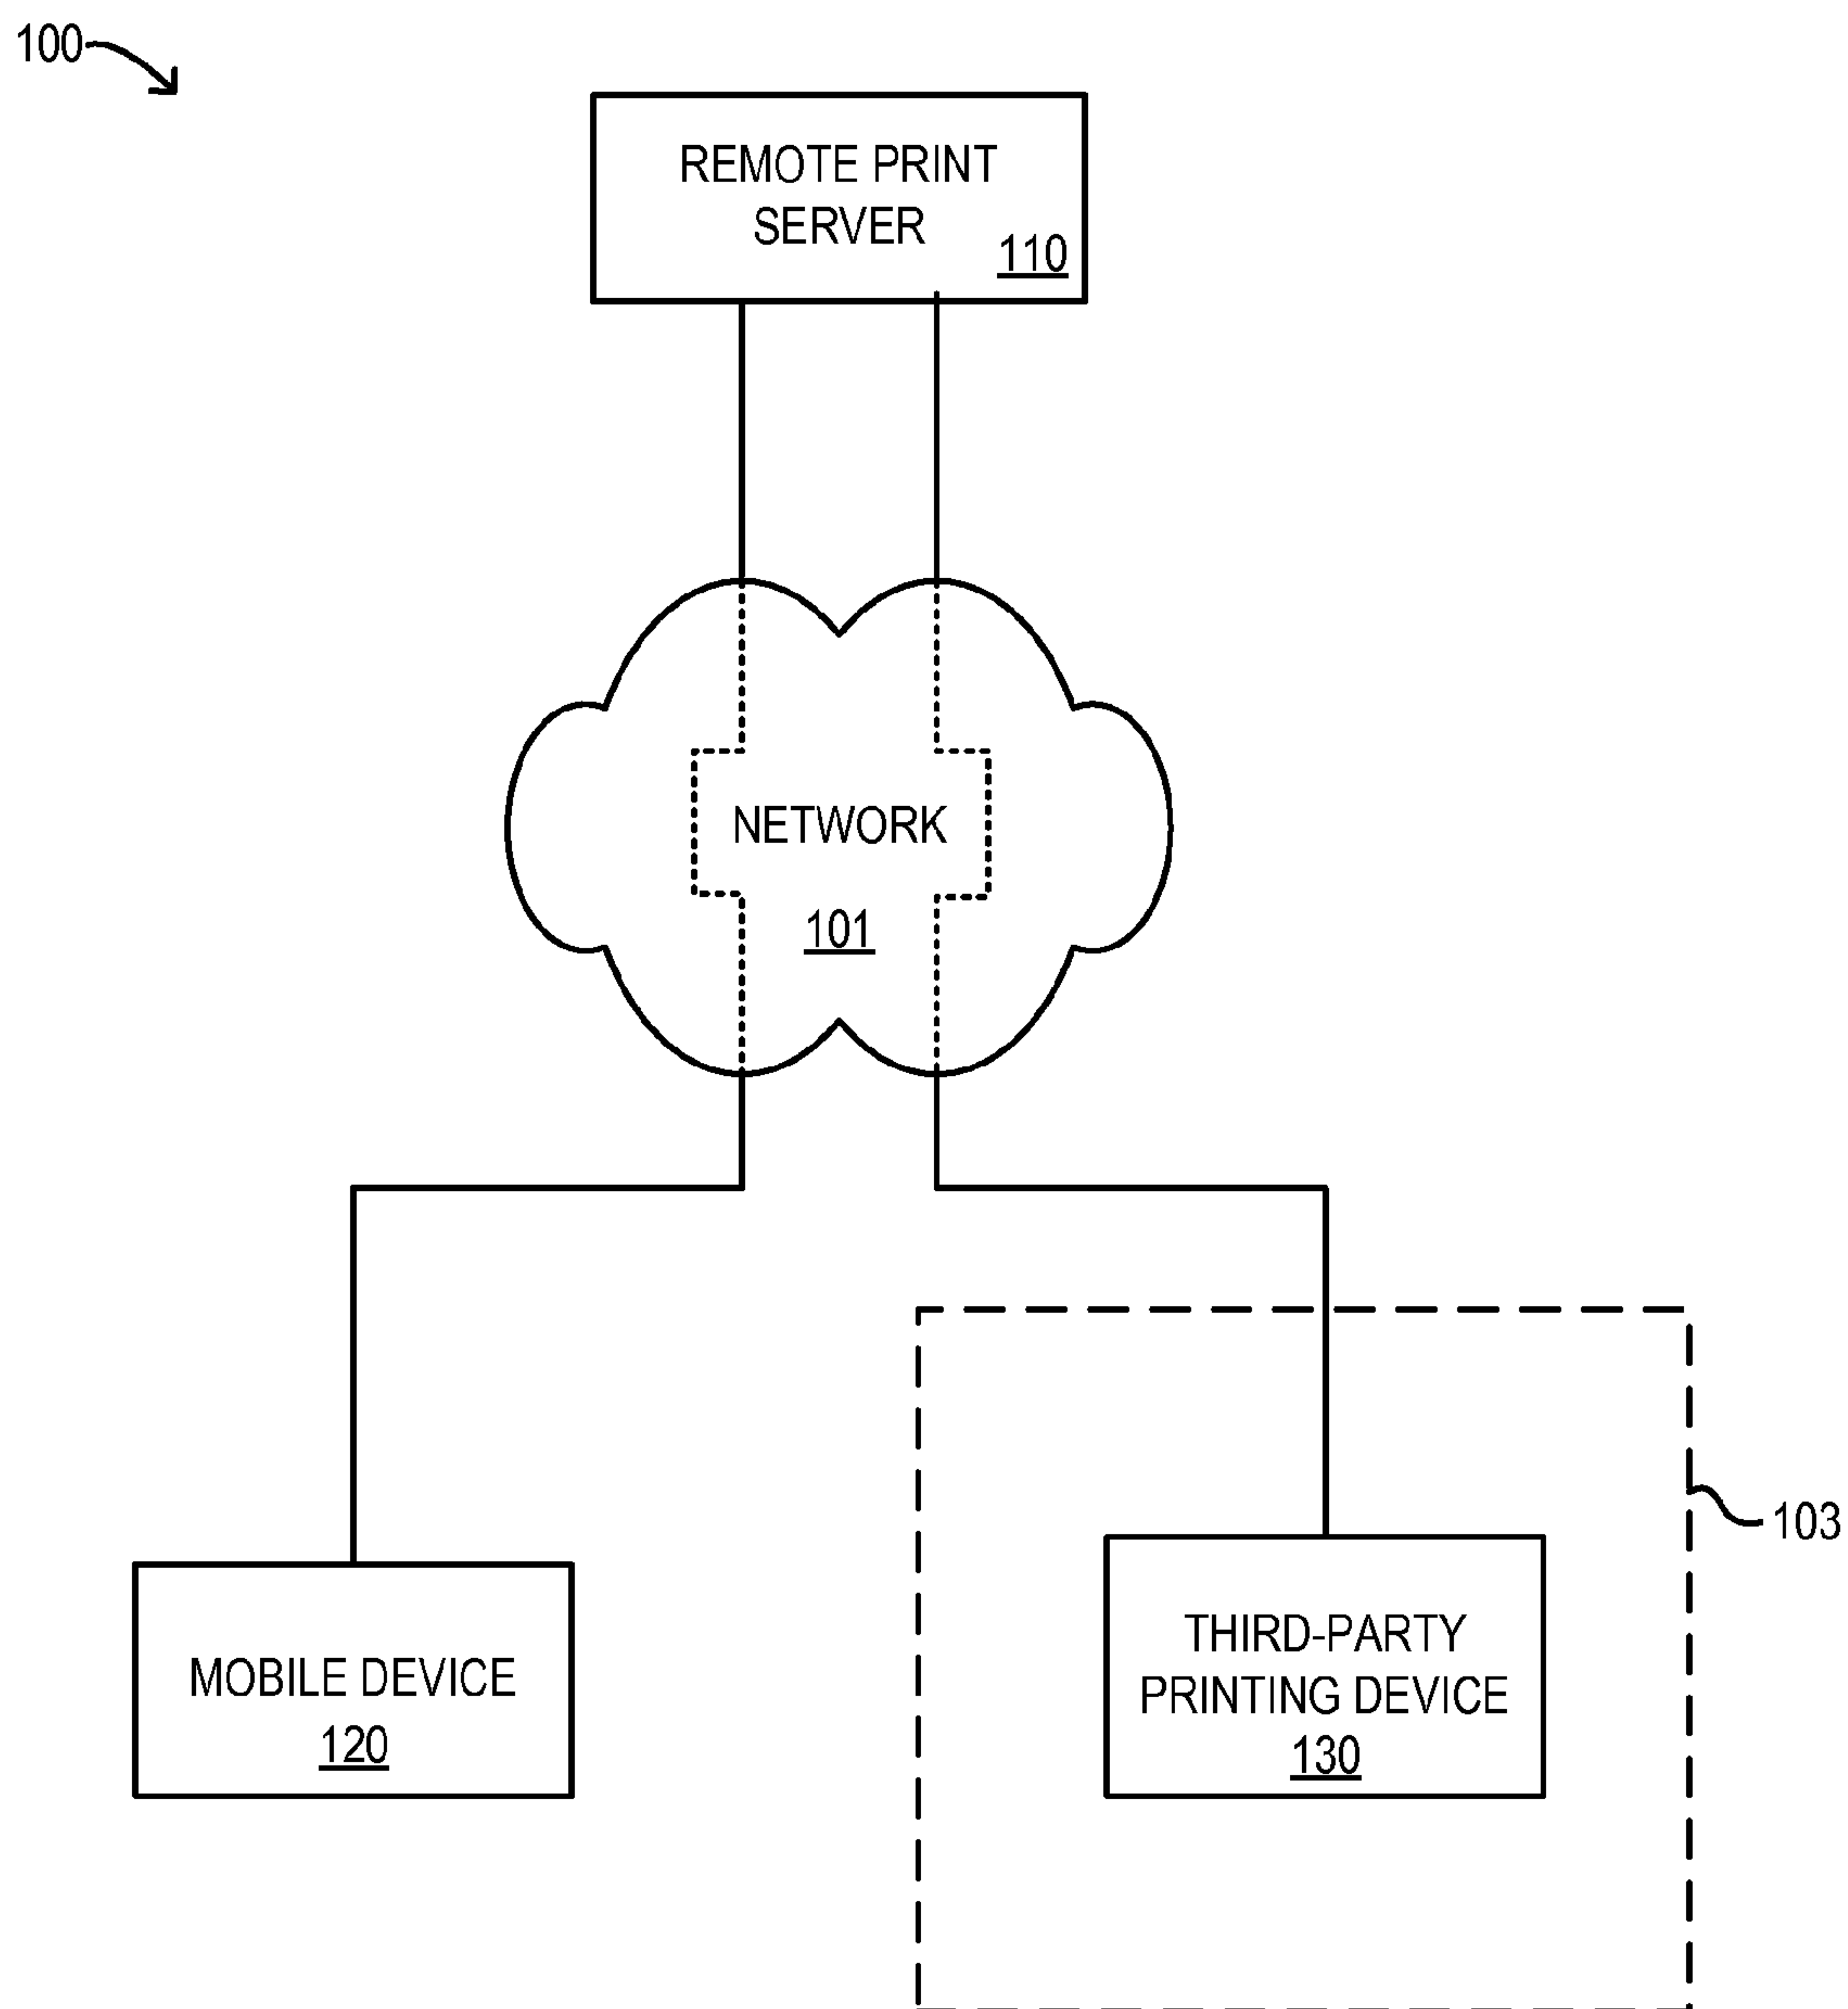 100
REMOTE PRINT
SERVER
110
NETWORK
101
103
MOBILE DEVICE
120
THIRD-PARTY
PRINTING DEVICE
130